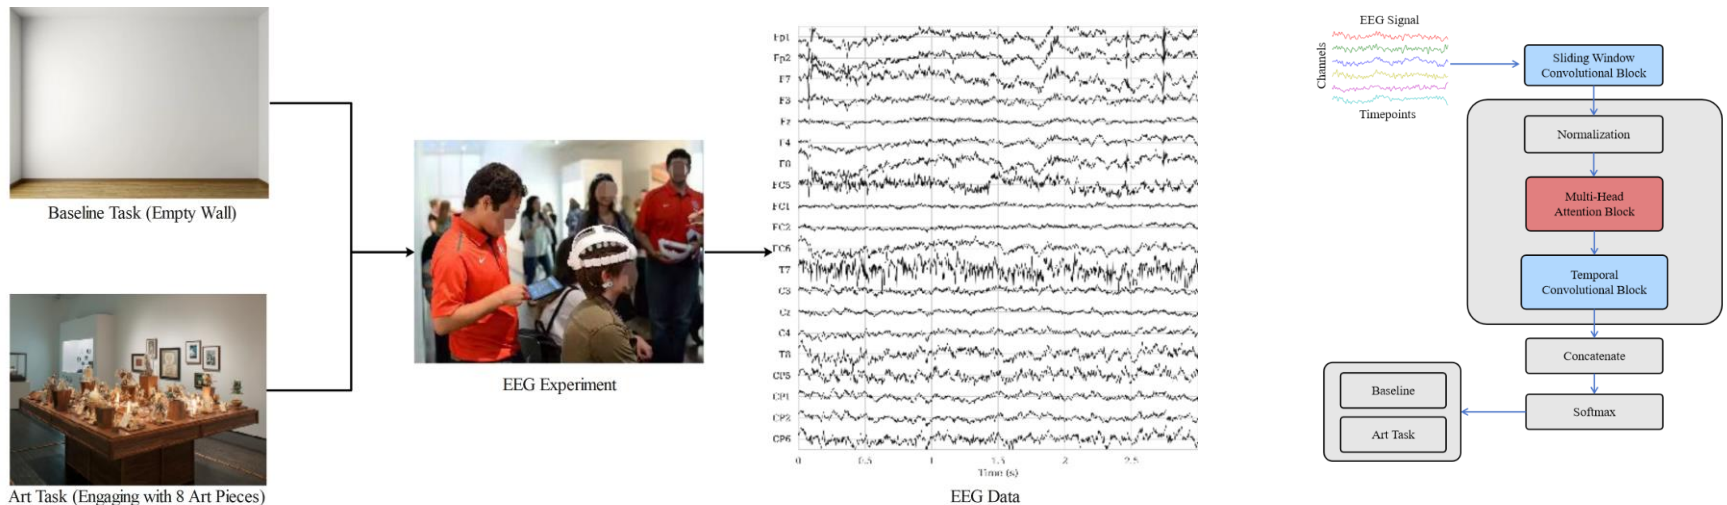 Baseline Task (Empty Wall)
Art Task (Engaging with 8 Art Pieces)
EEG Experiment
Fp1
Fp2
F7
F3
Fz
F4
F8
FC5
FC1
FC2
FC6
T7
C3
Cz
C4
T8
CP5
CP1
CP2
CP6
0
0.5
1
1.5
2
2.5
Time (s)
EEG Data
EEG Signal
Channels
Timepoints
Sliding Window
Convolutional Block
Normalization
Multi-Head
Attention Block
Temporal
Convolutional Block
Concatenate
Softmax
Baseline
Art Task